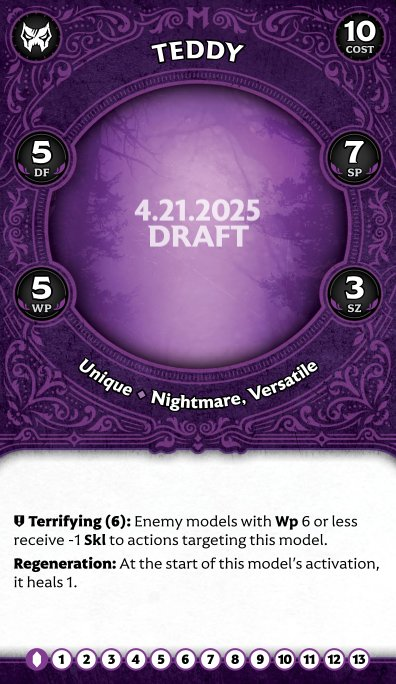 TEDDY
10
COST
5
DF
7
SP
4.21.2025
DRAFT
5
WP
3
SZ
Unique ◆ Nightmare, Versatile
Terrifying (6): Enemy models with Wp 6 or less
receive -1 Skl to actions targeting this model.
Regeneration: At the start of this model's activation,
it heals 1.
1 2 3 4 5 6 7 8 9 10 11 12 13